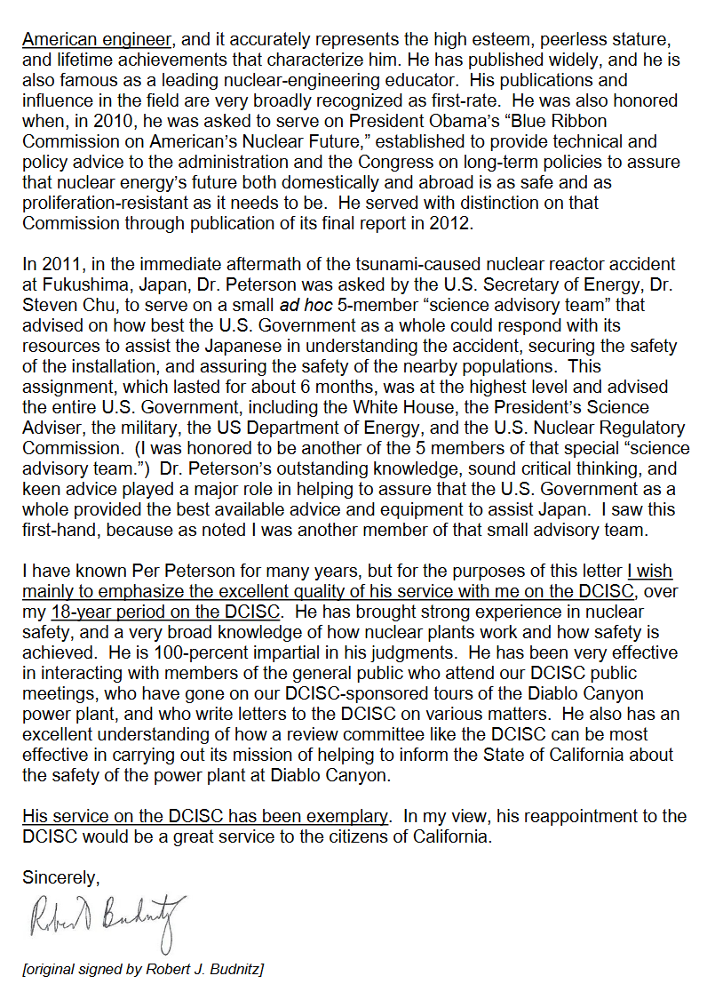 American engineer, and it accurately represents the high esteem, peerless stature,
and lifetime achievements that characterize him. He has published widely, and he is
also famous as a leading nuclear-engineering educator.  His publications and
influence in the field are very broadly recognized as first-rate.  He was also honored
when, in 2010, he was asked to serve on President Obama’s “Blue Ribbon
Commission on American’s Nuclear Future,” established to provide technical and
policy advice to the administration and the Congress on long-term policies to assure
that nuclear energy’s future both domestically and abroad is as safe and as
proliferation-resistant as it needs to be.  He served with distinction on that
Commission through publication of its final report in 2012.

In 2011, in the immediate aftermath of the tsunami-caused nuclear reactor accident
at Fukushima, Japan, Dr. Peterson was asked by the U.S. Secretary of Energy, Dr.
Steven Chu, to serve on a small ad hoc 5-member “science advisory team” that
advised on how best the U.S. Government as a whole could respond with its
resources to assist the Japanese in understanding the accident, securing the safety
of the installation, and assuring the safety of the nearby populations.  This
assignment, which lasted for about 6 months, was at the highest level and advised
the entire U.S. Government, including the White House, the President’s Science
Adviser, the military, the US Department of Energy, and the U.S. Nuclear Regulatory
Commission.  (I was honored to be another of the 5 members of that special “science
advisory team.”)  Dr. Peterson’s outstanding knowledge, sound critical thinking, and
keen advice played a major role in helping to assure that the U.S. Government as a
whole provided the best available advice and equipment to assist Japan.  I saw this
first-hand, because as noted I was another member of that small advisory team.

I have known Per Peterson for many years, but for the purposes of this letter I wish
mainly to emphasize the excellent quality of his service with me on the DCISC, over
my 18-year period on the DCISC.  He has brought strong experience in nuclear
safety, and a very broad knowledge of how nuclear plants work and how safety is
achieved.  He is 100-percent impartial in his judgments.  He has been very effective
in interacting with members of the general public who attend our DCISC public
meetings, who have gone on our DCISC-sponsored tours of the Diablo Canyon
power plant, and who write letters to the DCISC on various matters.  He also has an
excellent understanding of how a review committee like the DCISC can be most
effective in carrying out its mission of helping to inform the State of California about
the safety of the power plant at Diablo Canyon.

His service on the DCISC has been exemplary.  In my view, his reappointment to the
DCISC would be a great service to the citizens of California.

Sincerely,
Robert Budnitz
[original signed by Robert J. Budnitz]